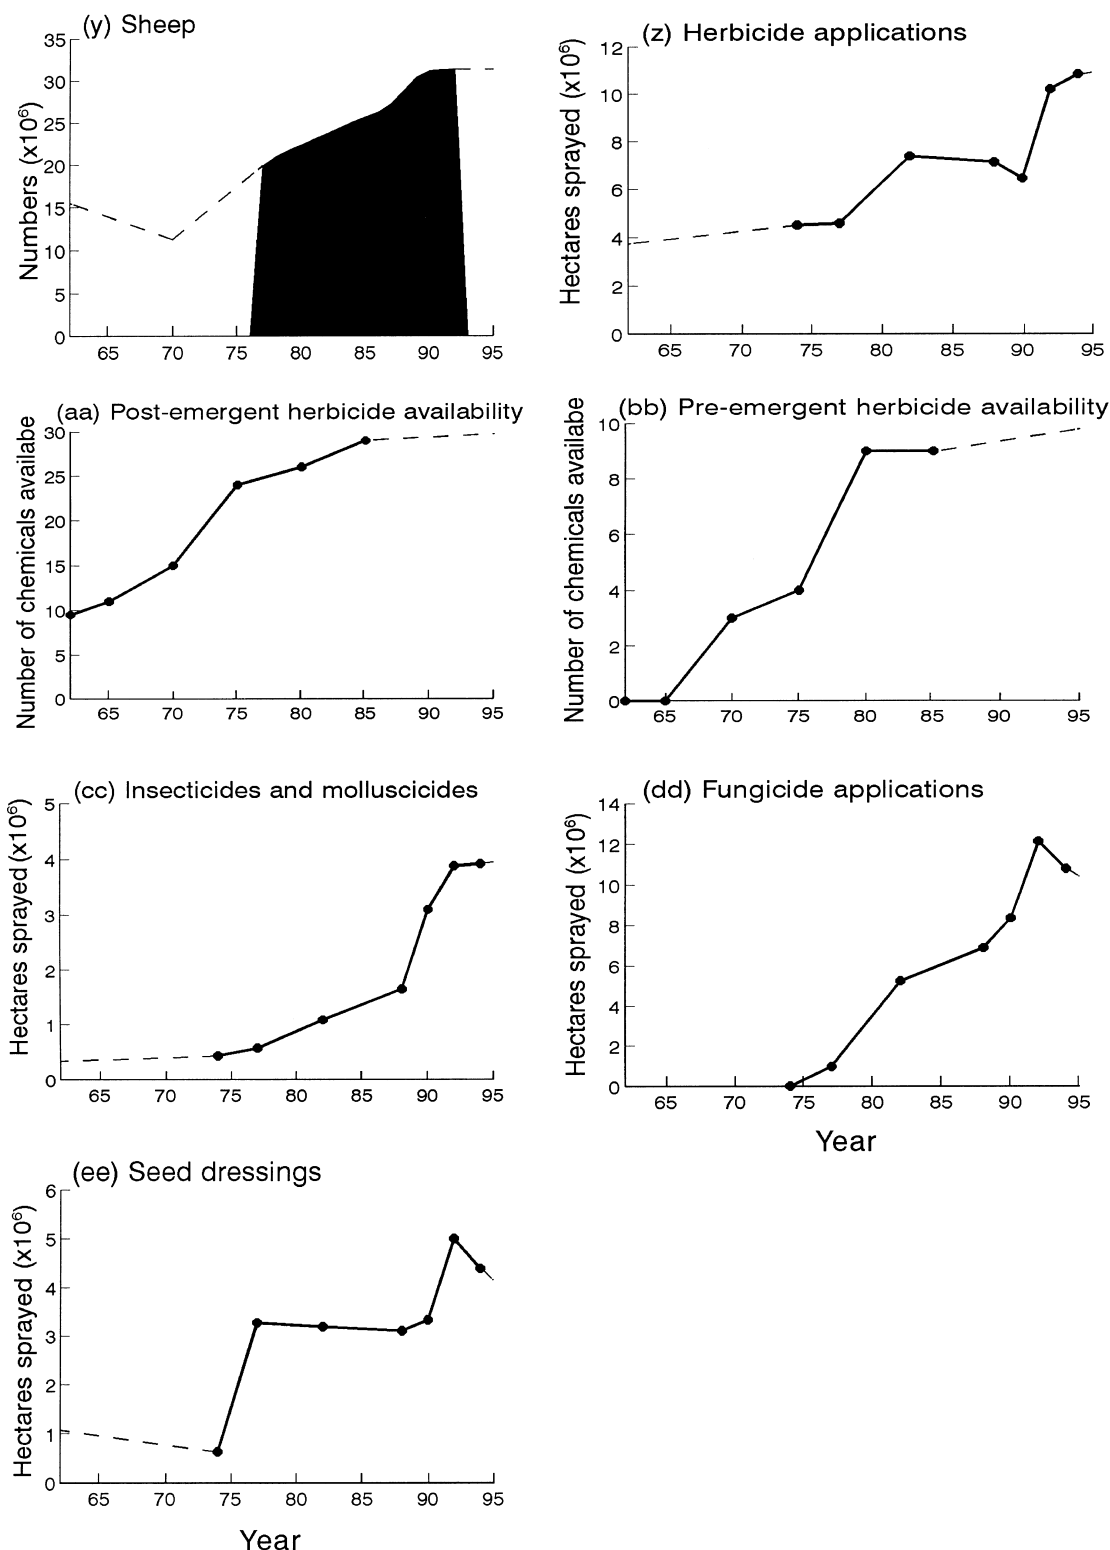 (y) Sheep
Numbers (x10⁶)
35
30
25
20
15
10
5
0
65 70 75 80 85 90 95
(z) Herbicide applications
Hectares sprayed (x10⁶)
12
10
8
6
4
2
0
65 70 75 80 85 90 95
(aa) Post-emergent herbicide availability
Number of chemicals availabe
30
25
20
15
10
5
0
65 70 75 80 85 90 95
(bb) Pre-emergent herbicide availability
Number of chemicals availabe
10
8
6
4
2
0
65 70 75 80 85 90 95
(cc) Insecticides and molluscicides
Hectares sprayed (x10⁶)
5
4
3
2
1
0
65 70 75 80 85 90 95
(dd) Fungicide applications
Hectares sprayed (x10⁶)
14
12
10
8
6
4
2
0
65 70 75 80 85 90 95
Year
(ee) Seed dressings
Hectares sprayed (x10⁶)
6
5
4
3
2
1
0
65 70 75 80 85 90 95
Year